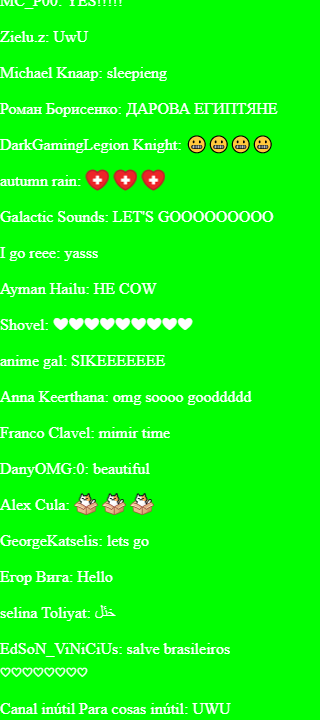 MC_P00: YES!!!!!
Zielu.z: UwU
Michael Knaap: sleepieng
Роман Борисенко: ДАРОВА ЕГИПТЯНЕ
DarkGamingLegion Knight: 😬😬😬😬
autumn rain:
Galactic Sounds: LET'S GOOOOOOOOO
I go reee: yasss
Ayman Hailu: HE COW
Shovel: 🤍🤍🤍🤍🤍🤍🤍🤍🤍
anime gal: SIKEEEEEEE
Anna Keerthana: omg soooo gooddddd
Franco Clavel: mimir time
DanyOMG:0: beautiful
Alex Cula:
GeorgeKatselis: lets go
Егор Вига: Hello
selina Toliyat:
EdSoN_ViNiCiUs: salve brasileiros
♡♡♡♡♡♡♡♡
Canal inútil Para cosas inútil: UWU